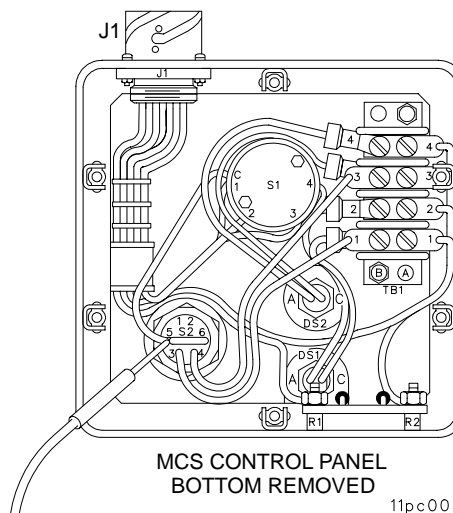 J1
J1
4 4
C
1 S1 4
3 3
2 3
2 2
1 1
B A
TB1
A C
DS2
1 2
5 S2 6
3 4
DS1
A C
R1 R2
MCS CONTROL PANEL
BOTTOM REMOVED
11pc00